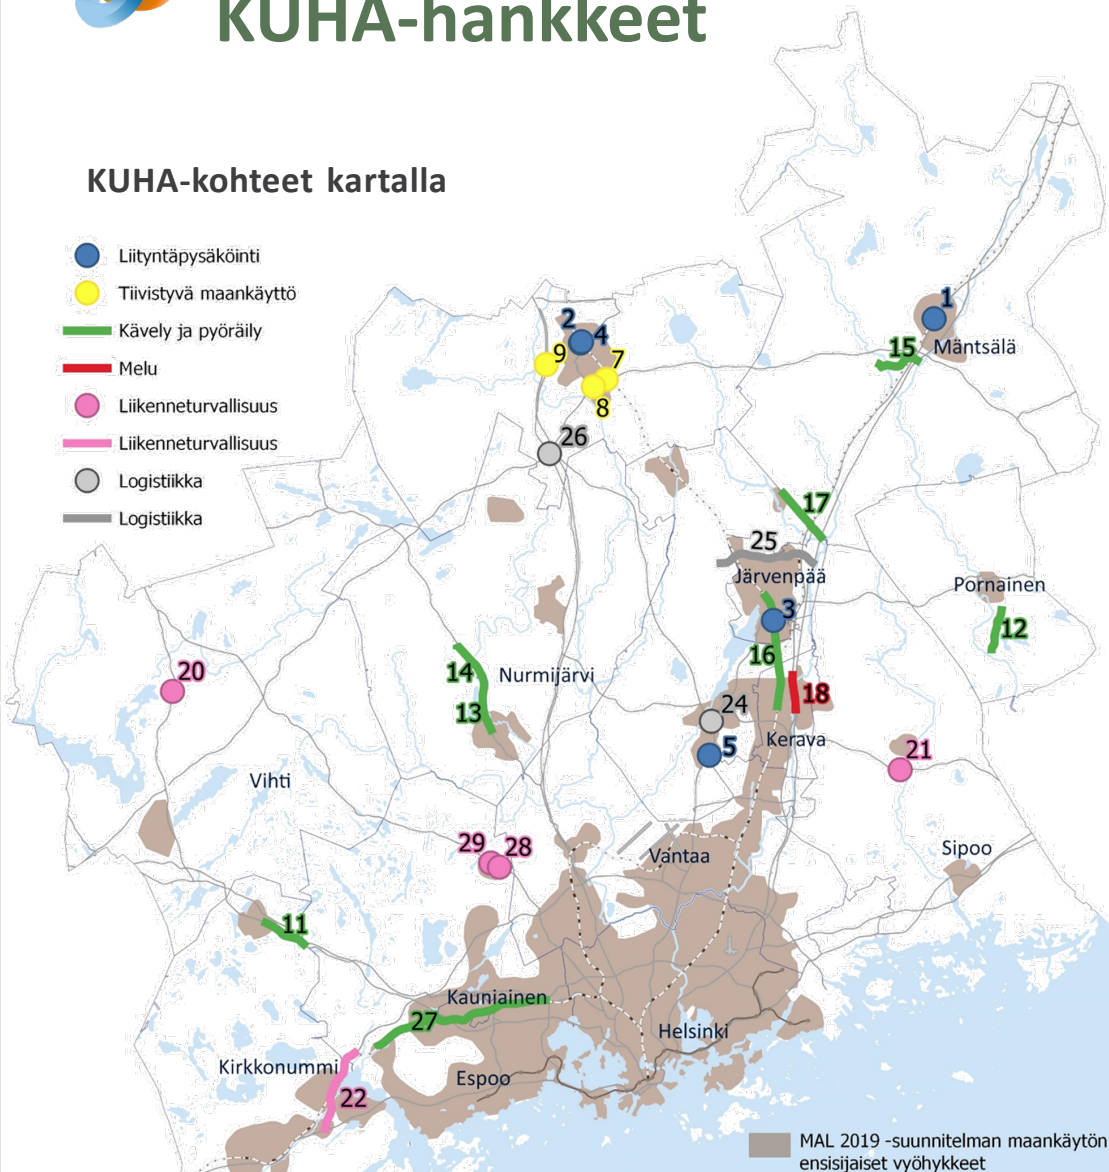 KUHA-hankkeet
KUHA-kohteet kartalla
Liityntäpysäköinti
Tiivistyvä maankäyttö
Kävely ja pyöräily
Melu
Liikenneturvallisuus
Liikenneturvallisuus
Logistiikka
Logistiikka
1
Mäntsälä
15
2
4
9
7
8
26
17
25
Järvenpää
Pornainen
3
12
16
14
Nurmijärvi
13
20
18
24
Kerava
5
21
Vihti
29
28
Vantaa
Sipoo
11
Kauniainen
27
Helsinki
Kirkkonummi
Espoo
22
MAL 2019 -suunnitelman maankäytön
ensisijaiset vyöhykkeet